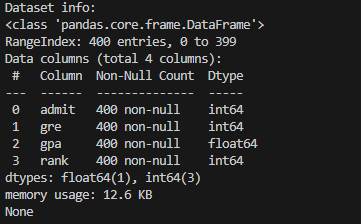 Dataset info:
<class 'pandas.core.frame.DataFrame'>
RangeIndex: 400 entries, 0 to 399
Data columns (total 4 columns):
 #   Column  Non-Null Count  Dtype
---  ------  --------------  -----
 0   admit   400 non-null    int64
 1   gre     400 non-null    int64
 2   gpa     400 non-null    float64
 3   rank    400 non-null    int64
dtypes: float64(1), int64(3)
memory usage: 12.6 KB
None